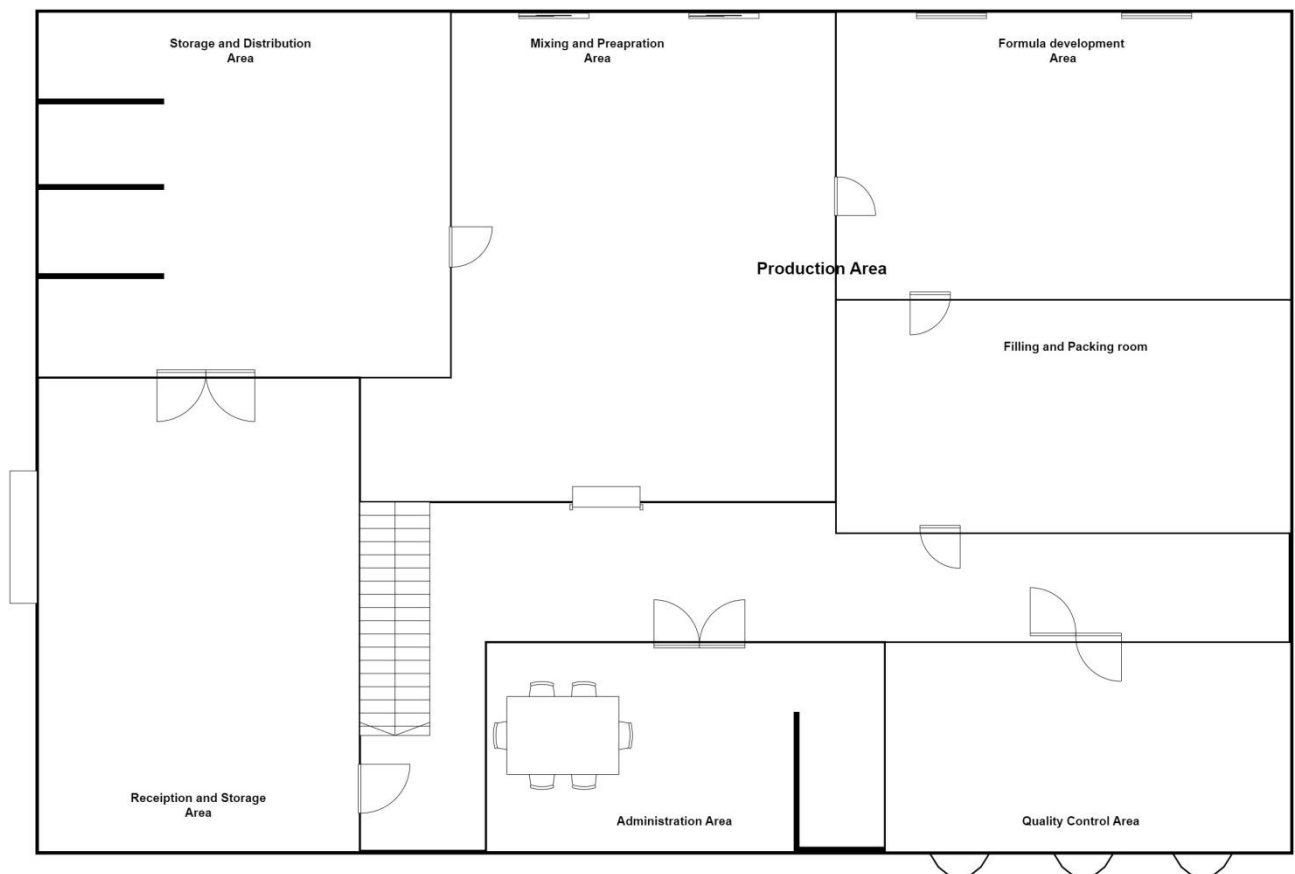 Storage and Distribution
Area
Mixing and Preapration
Area
Formula development
Area
Production Area
Filling and Packing room
Receiption and Storage
Area
Administration Area
Quality Control Area